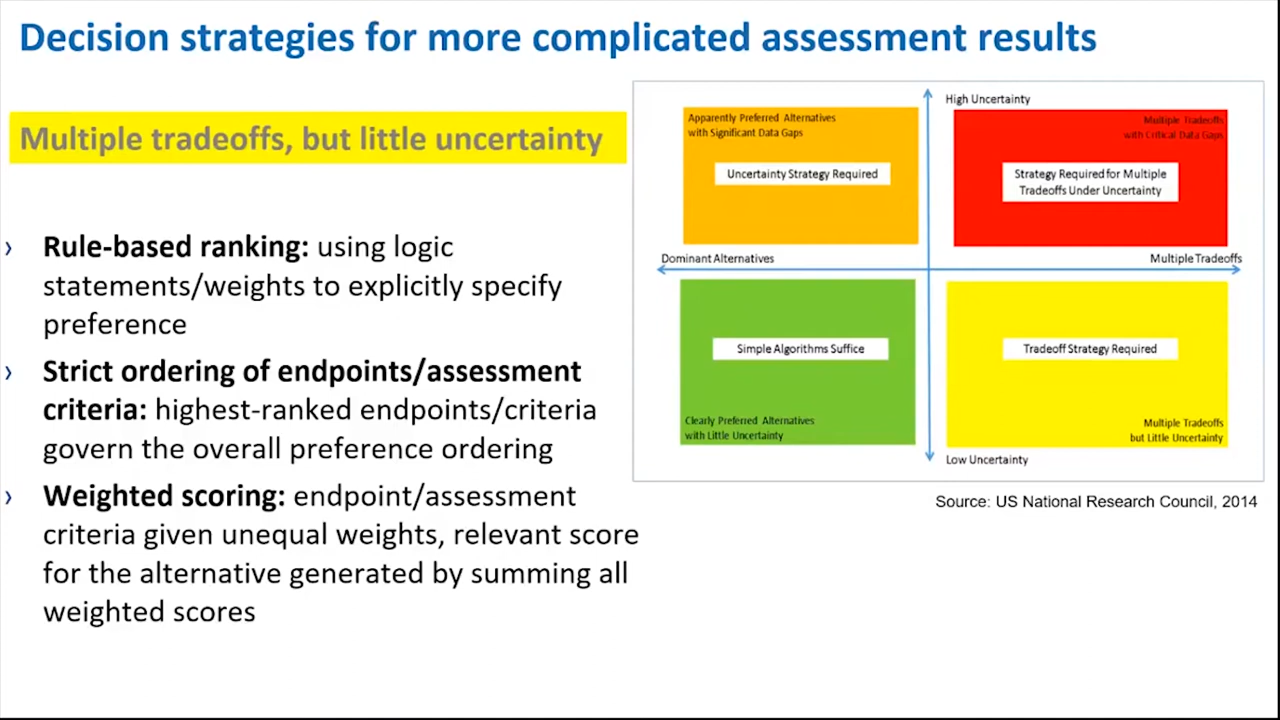 Decision strategies for more complicated assessment results
Multiple tradeoffs, but little uncertainty
› Rule-based ranking: using logic
statements/weights to explicitly specify
preference
› Strict ordering of endpoints/assessment
criteria: highest-ranked endpoints/criteria
govern the overall preference ordering
› Weighted scoring: endpoint/assessment
criteria given unequal weights, relevant score
for the alternative generated by summing all
weighted scores
High Uncertainty
Apparently Preferred Alternatives
with Significant Data Gaps
Uncertainty Strategy Required
Multiple Tradeoffs
with Critical Data Gaps
Strategy Required for Multiple
Tradeoffs Under Uncertainty
Dominant Alternatives
Multiple Tradeoffs
Simple Algorithms Suffice
Clearly Preferred Alternatives
with Little Uncertainty
Tradeoff Strategy Required
Multiple Tradeoffs
but Little Uncertainty
Low Uncertainty
Source: US National Research Council, 2014